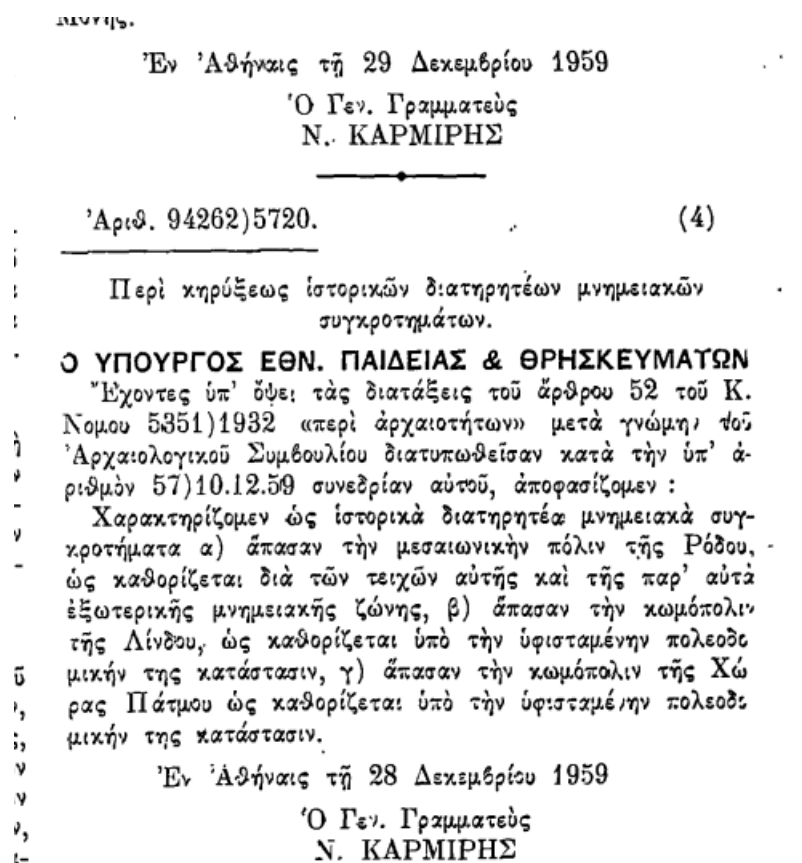 Ἐν Ἀθήναις τῇ 29 Δεκεμβρίου 1959
Ὁ Γεν. Γραμματεὺς
Ν. ΚΑΡΜΙΡΗΣ
Ἀριθ. 94262)5720. (4)
Περὶ κηρύξεως ἱστορικῶν διατηρητέων μνημειακῶν
συγκροτημάτων.
Ο ΥΠΟΥΡΓΟΣ ΕΘΝ. ΠΑΙΔΕΙΑΣ & ΘΡΗΣΚΕΥΜΑΤΩΝ
Ἔχοντες ὑπ' ὄψει τὰς διατάξεις τοῦ ἄρθρου 52 τοῦ Κ.
Νομου 5351)1932 «περὶ ἀρχαιοτήτων» μετὰ γνώμην τοῦ
Ἀρχαιολογικοῦ Συμβουλίου διατυπωθεῖσαν κατὰ τὴν ὑπ' ἀ-
ριθμὸν 57)10.12.59 συνεδρίαν αὐτοῦ, ἀποφασίζομεν :
Χαρακτηρίζομεν ὡς ἱστορικὰ διατηρητέα μνημειακὰ συγ-
κροτήματα α) ἅπασαν τὴν μεσαιωνικὴν πόλιν τῆς Ρόδου,
ὡς καθορίζεται διὰ τῶν τειχῶν αὐτῆς καὶ τῆς παρ' αὐτὰ
ἐξωτερικῆς μνημειακῆς ζώνης, β) ἅπασαν τὴν κωμόπολιν
τῆς Λίνδου, ὡς καθορίζεται ὑπὸ τὴν ὑφισταμένην πολεοδο
μικήν της κατάστασιν, γ) ἅπασαν τὴν κωμόπολιν τῆς Χώ
ρας Πάτμου ὡς καθορίζεται ὑπὸ τὴν ὑφισταμένην πολεοδο
μικήν της κατάστασιν.
Ἐν Ἀθήναις τῇ 28 Δεκεμβρίου 1959
Ὁ Γεν. Γραμματεὺς
Ν. ΚΑΡΜΙΡΗΣ